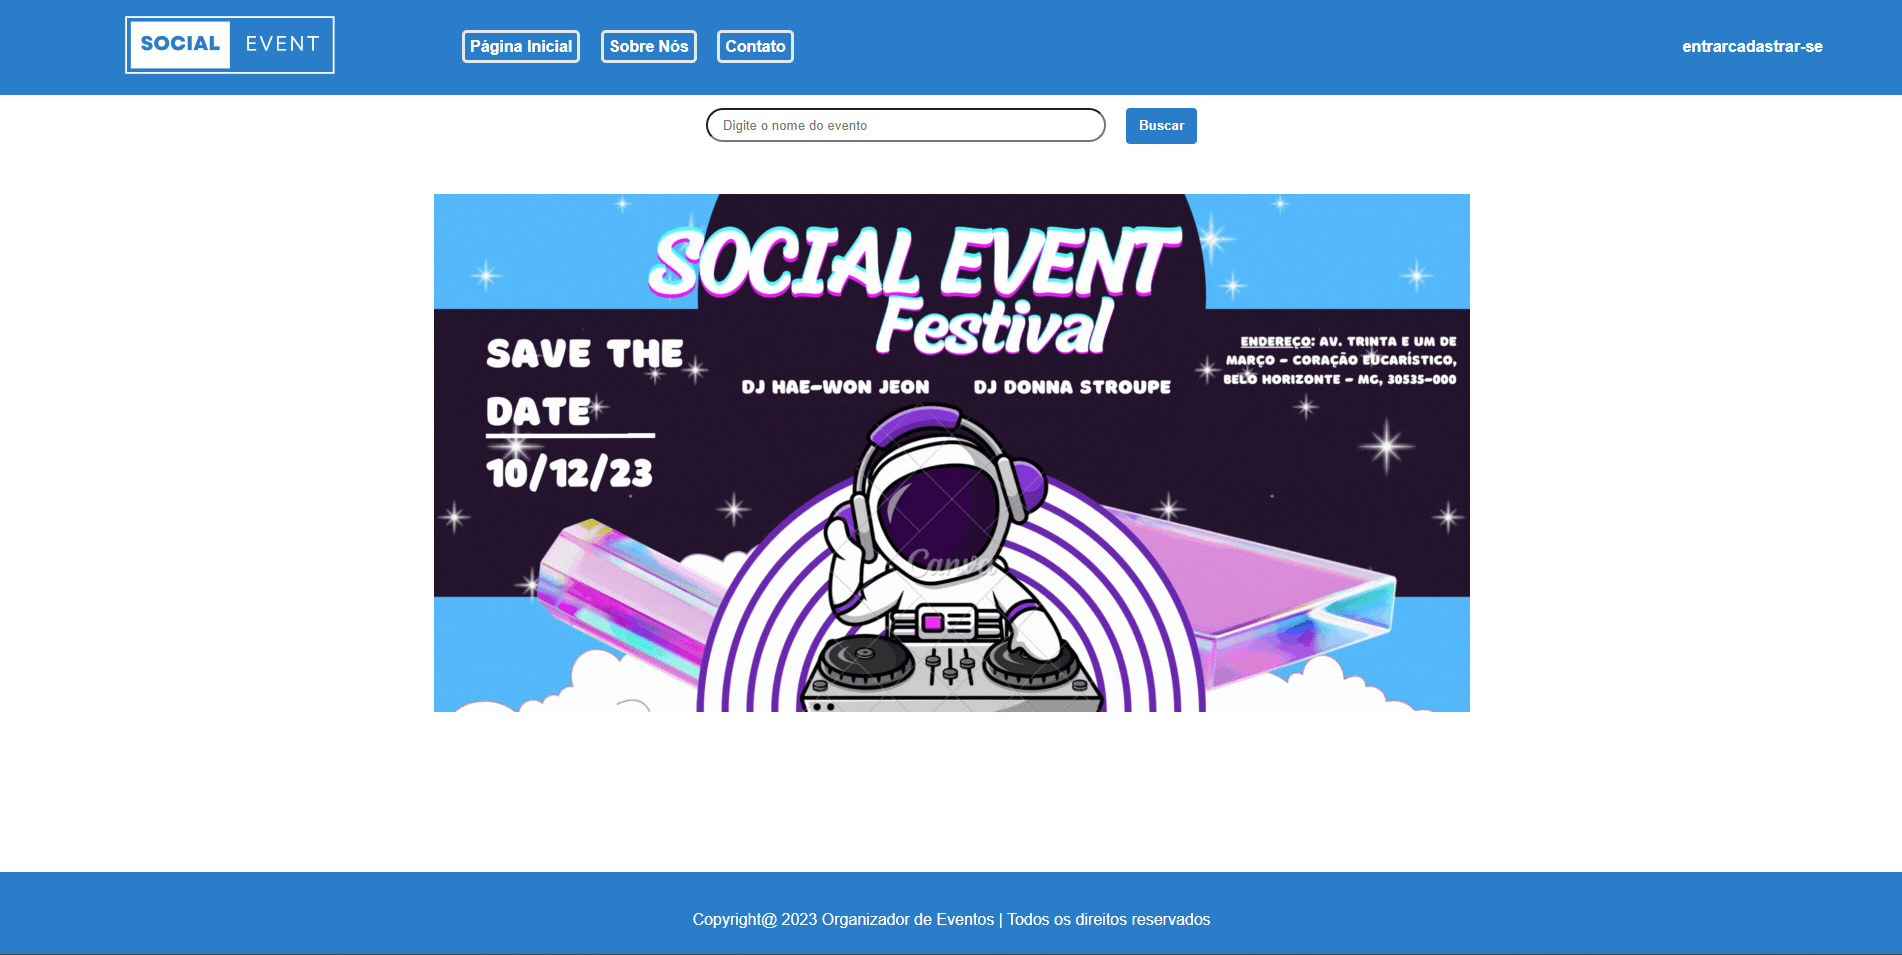 SOCIAL EVENT
Página Inicial Sobre Nós Contato
entrarcadastrar-se
Digite o nome do evento
Buscar
SOCIAL EVENT
Festival
SAVE THE
DATE
10/12/23
DJ HAE-WON JEON DJ DONNA STROUPE
ENDEREÇO: AV. TRINTA E UM DE
MARÇO - CORAÇÃO EUCARÍSTICO,
BELO HORIZONTE - MG, 30535-000
Canva
Copyright@ 2023 Organizador de Eventos | Todos os direitos reservados